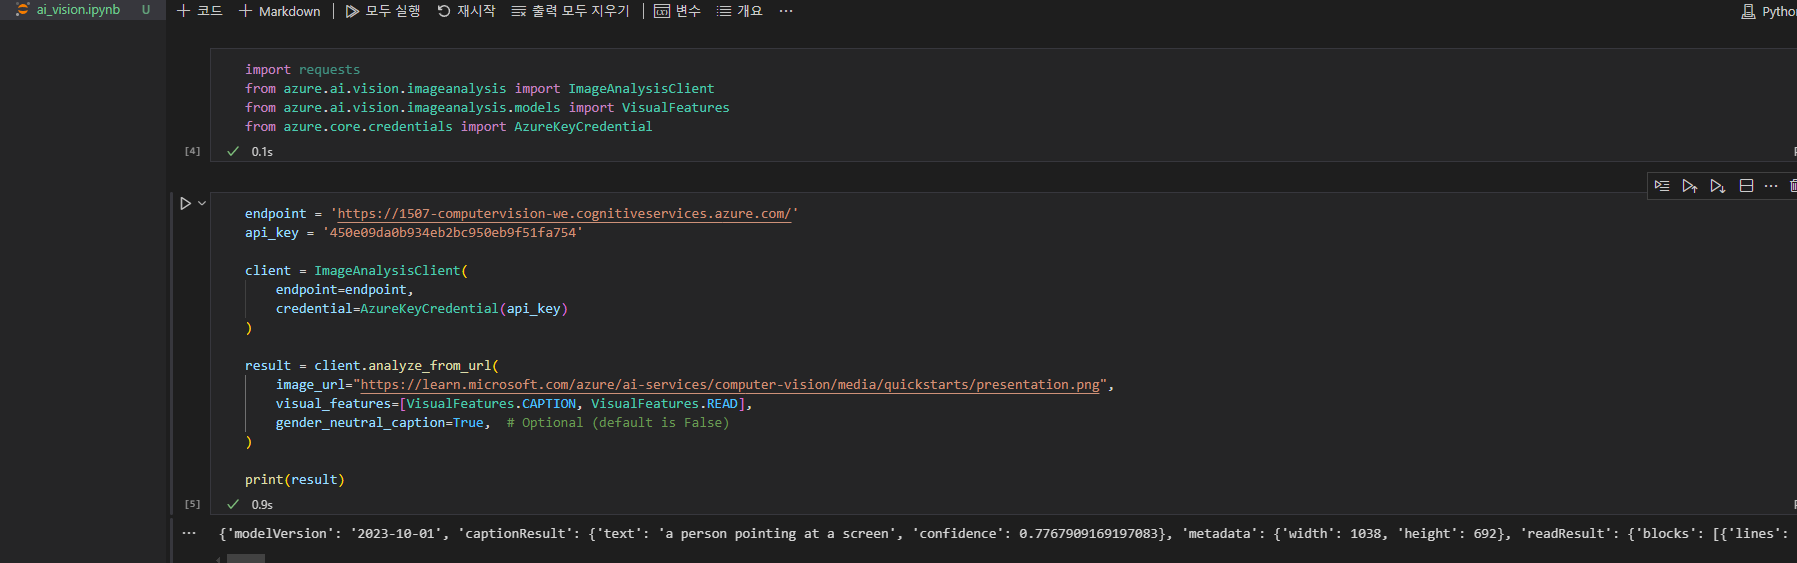 ai_vision.ipynb U
코드 Markdown 모두 실행 재시작 출력 모두 지우기 변수 개요 ···
import requests
from azure.ai.vision.imageanalysis import ImageAnalysisClient
from azure.ai.vision.imageanalysis.models import VisualFeatures
from azure.core.credentials import AzureKeyCredential
[4] 0.1s
endpoint = 'https://1507-computervision-we.cognitiveservices.azure.com/'
api_key = '450e09da0b934eb2bc950eb9f51fa754'
client = ImageAnalysisClient(
endpoint=endpoint,
credential=AzureKeyCredential(api_key)
)
result = client.analyze_from_url(
image_url="https://learn.microsoft.com/azure/ai-services/computer-vision/media/quickstarts/presentation.png",
visual_features=[VisualFeatures.CAPTION, VisualFeatures.READ],
gender_neutral_caption=True,  # Optional (default is False)
)
print(result)
[5] 0.9s
··· {'modelVersion': '2023-10-01', 'captionResult': {'text': 'a person pointing at a screen', 'confidence': 0.7767909169197083}, 'metadata': {'width': 1038, 'height': 692}, 'readResult': {'blocks': [{'lines':